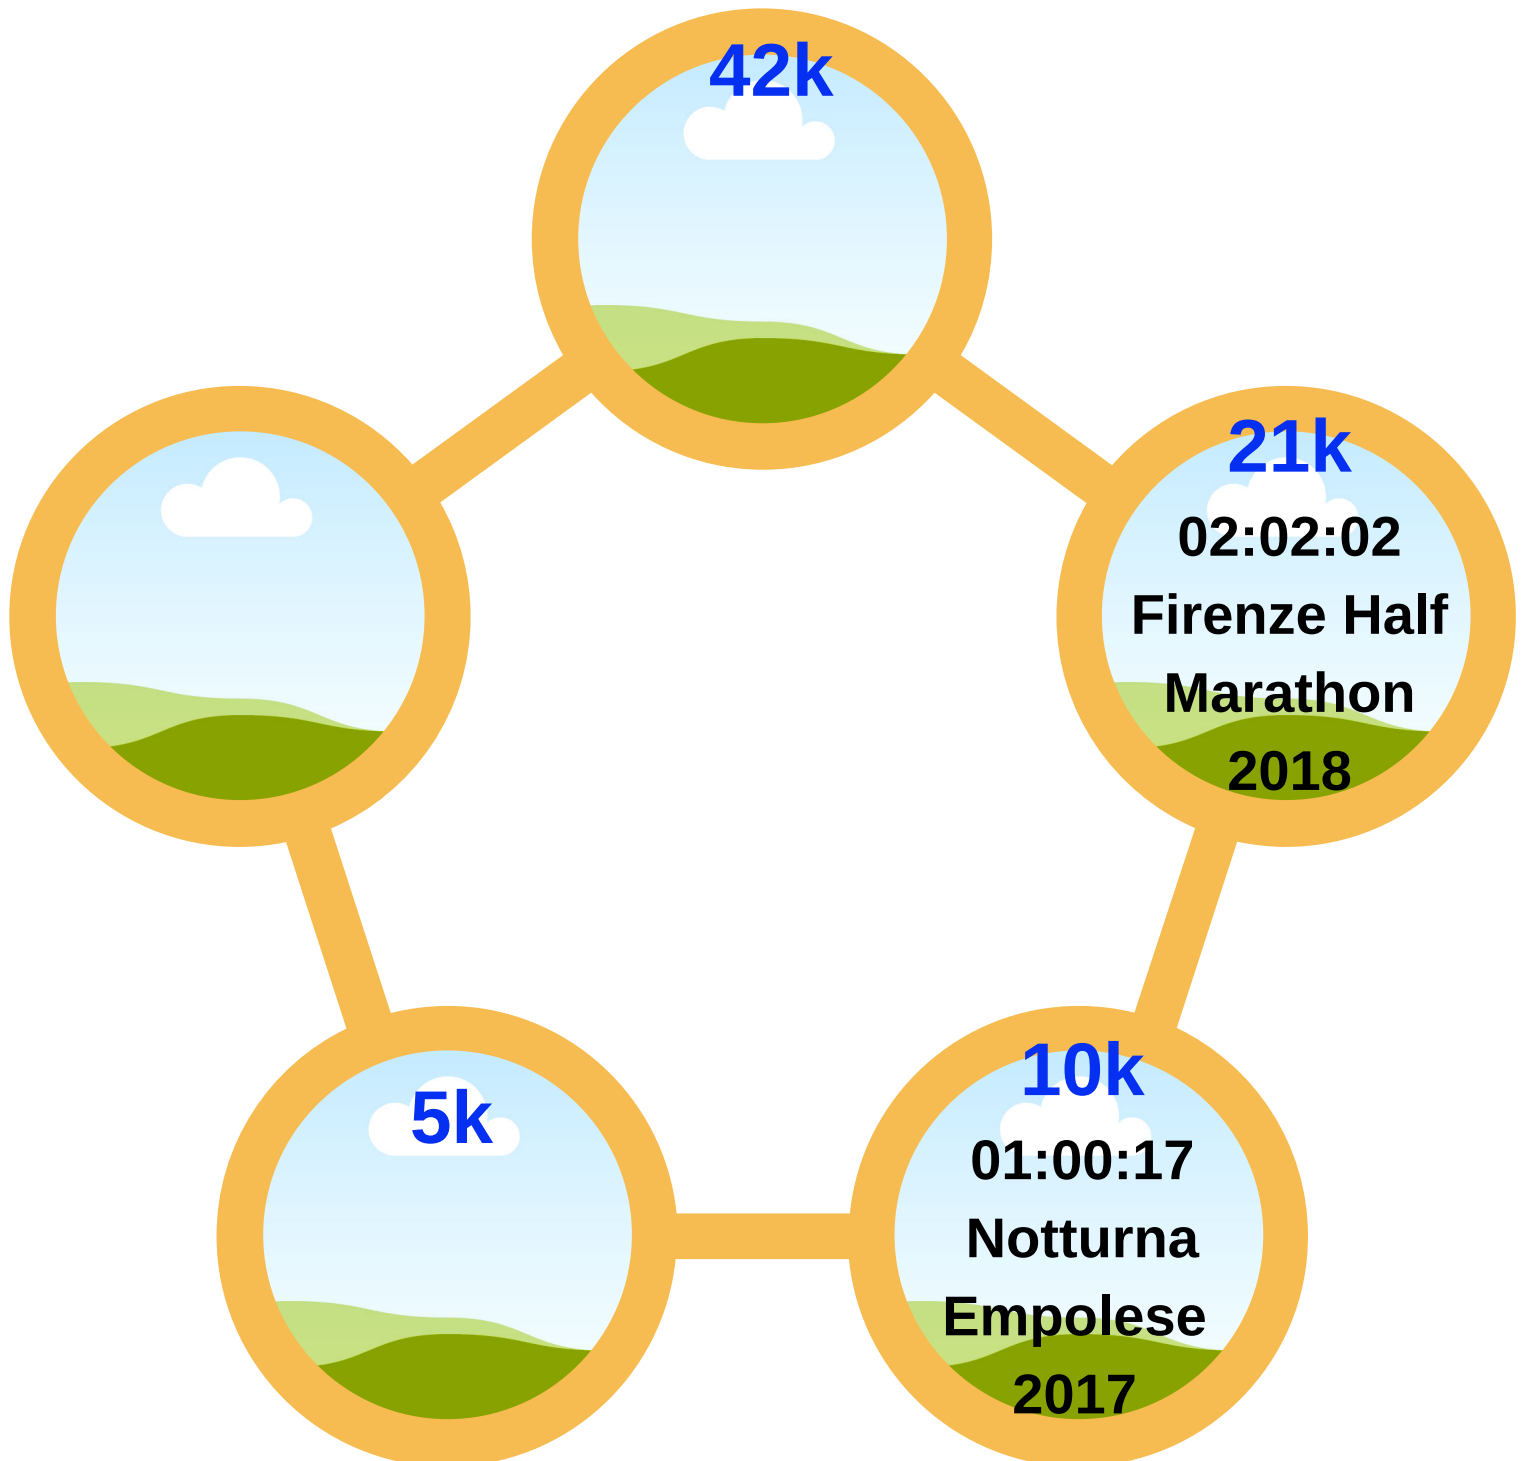 42k
21k
02:02:02
Firenze Half
Marathon
2018
5k
10k
01:00:17
Notturna
Empolese
2017